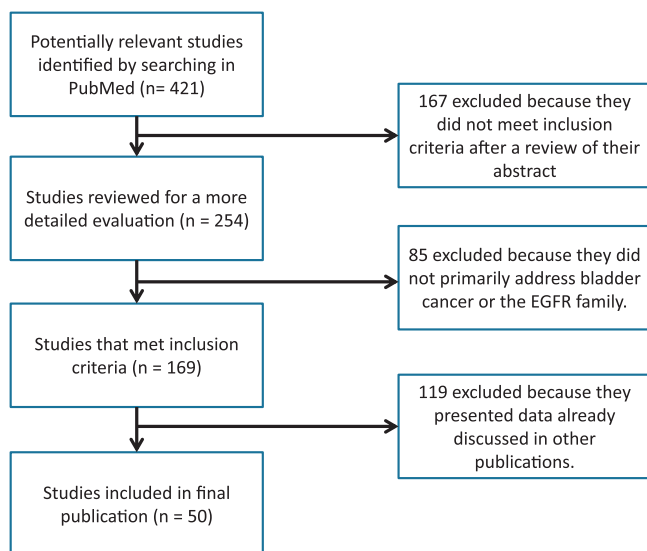 Potentially relevant studies
identified by searching in
PubMed (n= 421)
167 excluded because they
did not meet inclusion
criteria after a review of their
abstract
Studies reviewed for a more
detailed evaluation (n = 254)
85 excluded because they did
not primarily address bladder
cancer or the EGFR family.
Studies that met inclusion
criteria (n = 169)
119 excluded because they
presented data already
discussed in other
publications.
Studies included in final
publication (n = 50)